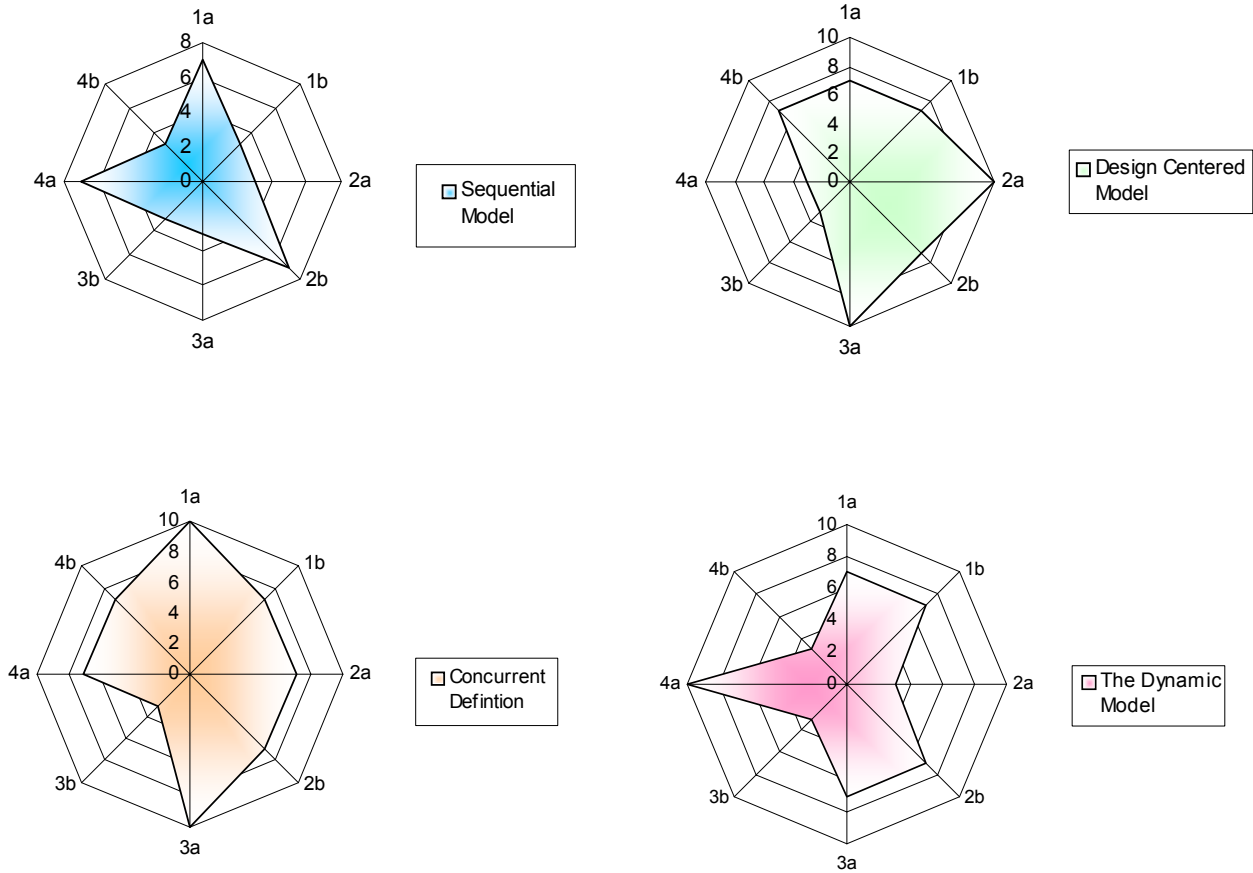 1a
8
6
4
2
0
4b
1b
4a
2a
3b
2b
3a
Sequential
Model
1a
10
8
6
4
2
0
4b
1b
4a
2a
3b
2b
3a
Design Centered
Model
1a
10
8
6
4
2
0
4b
1b
4a
2a
3b
2b
3a
Concurrent
Defintion
1a
10
8
6
4
2
0
4b
1b
4a
2a
3b
2b
3a
The Dynamic
Model